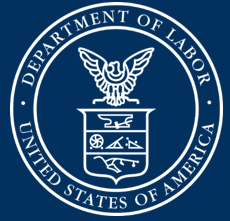 DEPARTMENT OF LABOR
UNITED STATES OF AMERICA